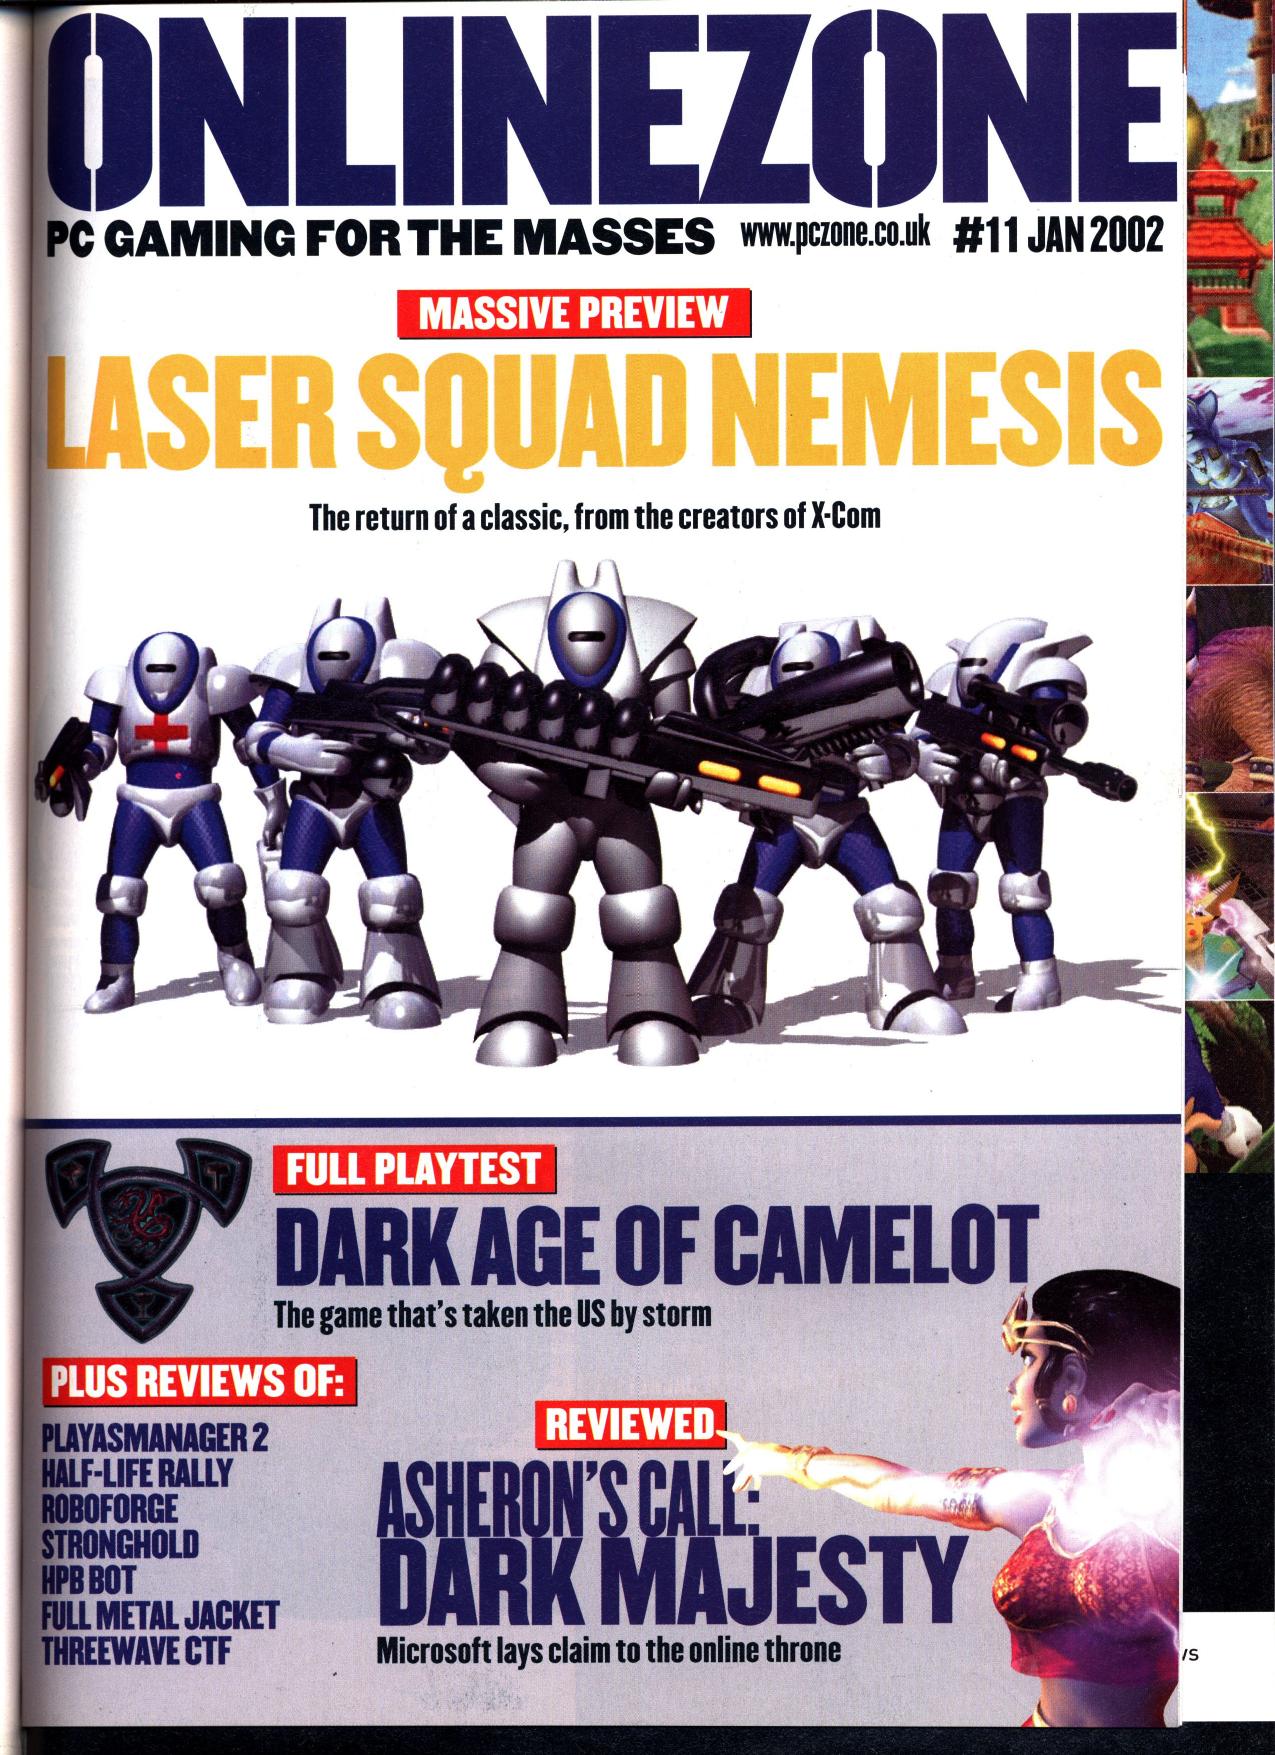 ONLINEZONE
PC GAMING FOR THE MASSES www.pczone.co.uk #11 JAN 2002
MASSIVE PREVIEW
LASER SQUAD NEMESIS
The return of a classic, from the creators of X-Com
FULL PLAYTEST
DARK AGE OF CAMELOT
The game that's taken the US by storm
PLUS REVIEWS OF:
PLAYASMANAGER 2
HALF-LIFE RALLY
ROBOFORGE
STRONGHOLD
HPB BOT
FULL METAL JACKET
THREEWAVE CTF
REVIEWED
ASHERON'S CALL:
DARK MAJESTY
Microsoft lays claim to the online throne